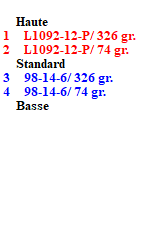 Haute
1 L1092-12-P/ 326 gr.
2 L1092-12-P/ 74 gr.
Standard
3 98-14-6/ 326 gr.
4 98-14-6/ 74 gr.
Basse